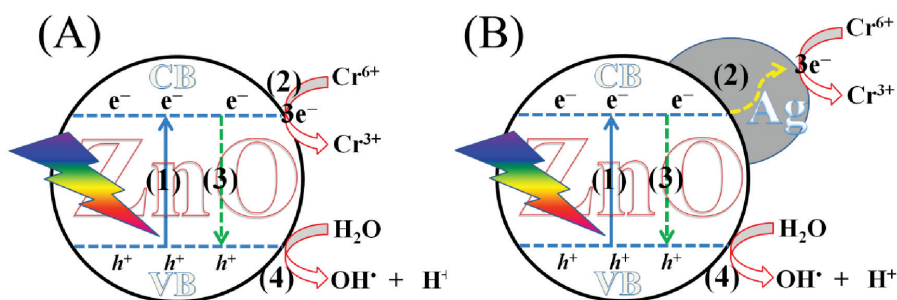 (A)
CB
(2)
Cr⁶⁺
e⁻ e⁻ e⁻
3e⁻
Cr³⁺
ZnO
(1) (3)
h⁺ h⁺ h⁺
VB
(4)
H₂O
OH• + H⁺
(B)
CB
(2)
Cr⁶⁺
3e⁻
Cr³⁺
Ag
e⁻ e⁻ e⁻
ZnO
(1) (3)
h⁺ h⁺ h⁺
VB
(4)
H₂O
OH• + H⁺